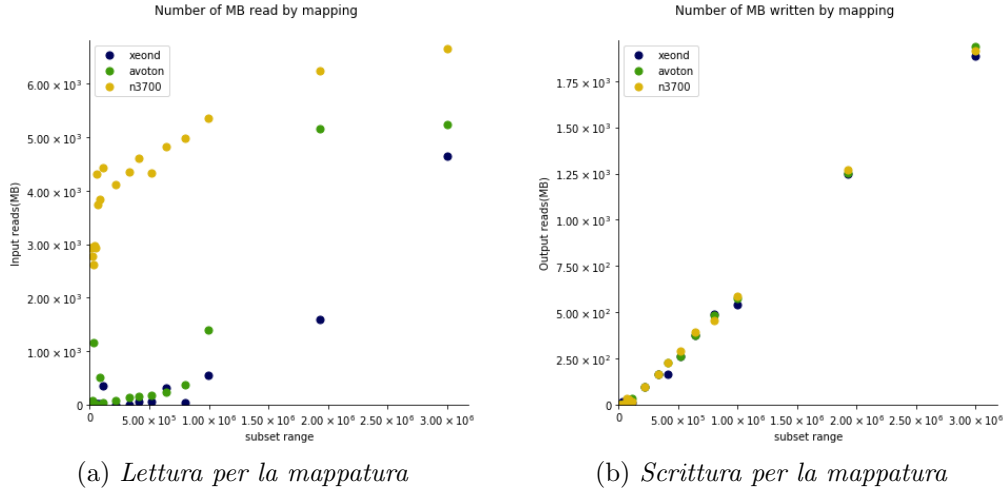 Number of MB read by mapping
xeond
avoton
n3700
6.00 × 10³
5.00 × 10³
4.00 × 10³
3.00 × 10³
2.00 × 10³
1.00 × 10³
0
Input reads(MB)
0 5.00 × 10⁵ 1.00 × 10⁶ 1.50 × 10⁶ 2.00 × 10⁶ 2.50 × 10⁶ 3.00 × 10⁶
subset range
(a) Lettura per la mappatura
Number of MB written by mapping
xeond
avoton
n3700
1.75 × 10³
1.50 × 10³
1.25 × 10³
1.00 × 10³
7.50 × 10²
5.00 × 10²
2.50 × 10²
0
Output reads(MB)
0 5.00 × 10⁵ 1.00 × 10⁶ 1.50 × 10⁶ 2.00 × 10⁶ 2.50 × 10⁶ 3.00 × 10⁶
subset range
(b) Scrittura per la mappatura